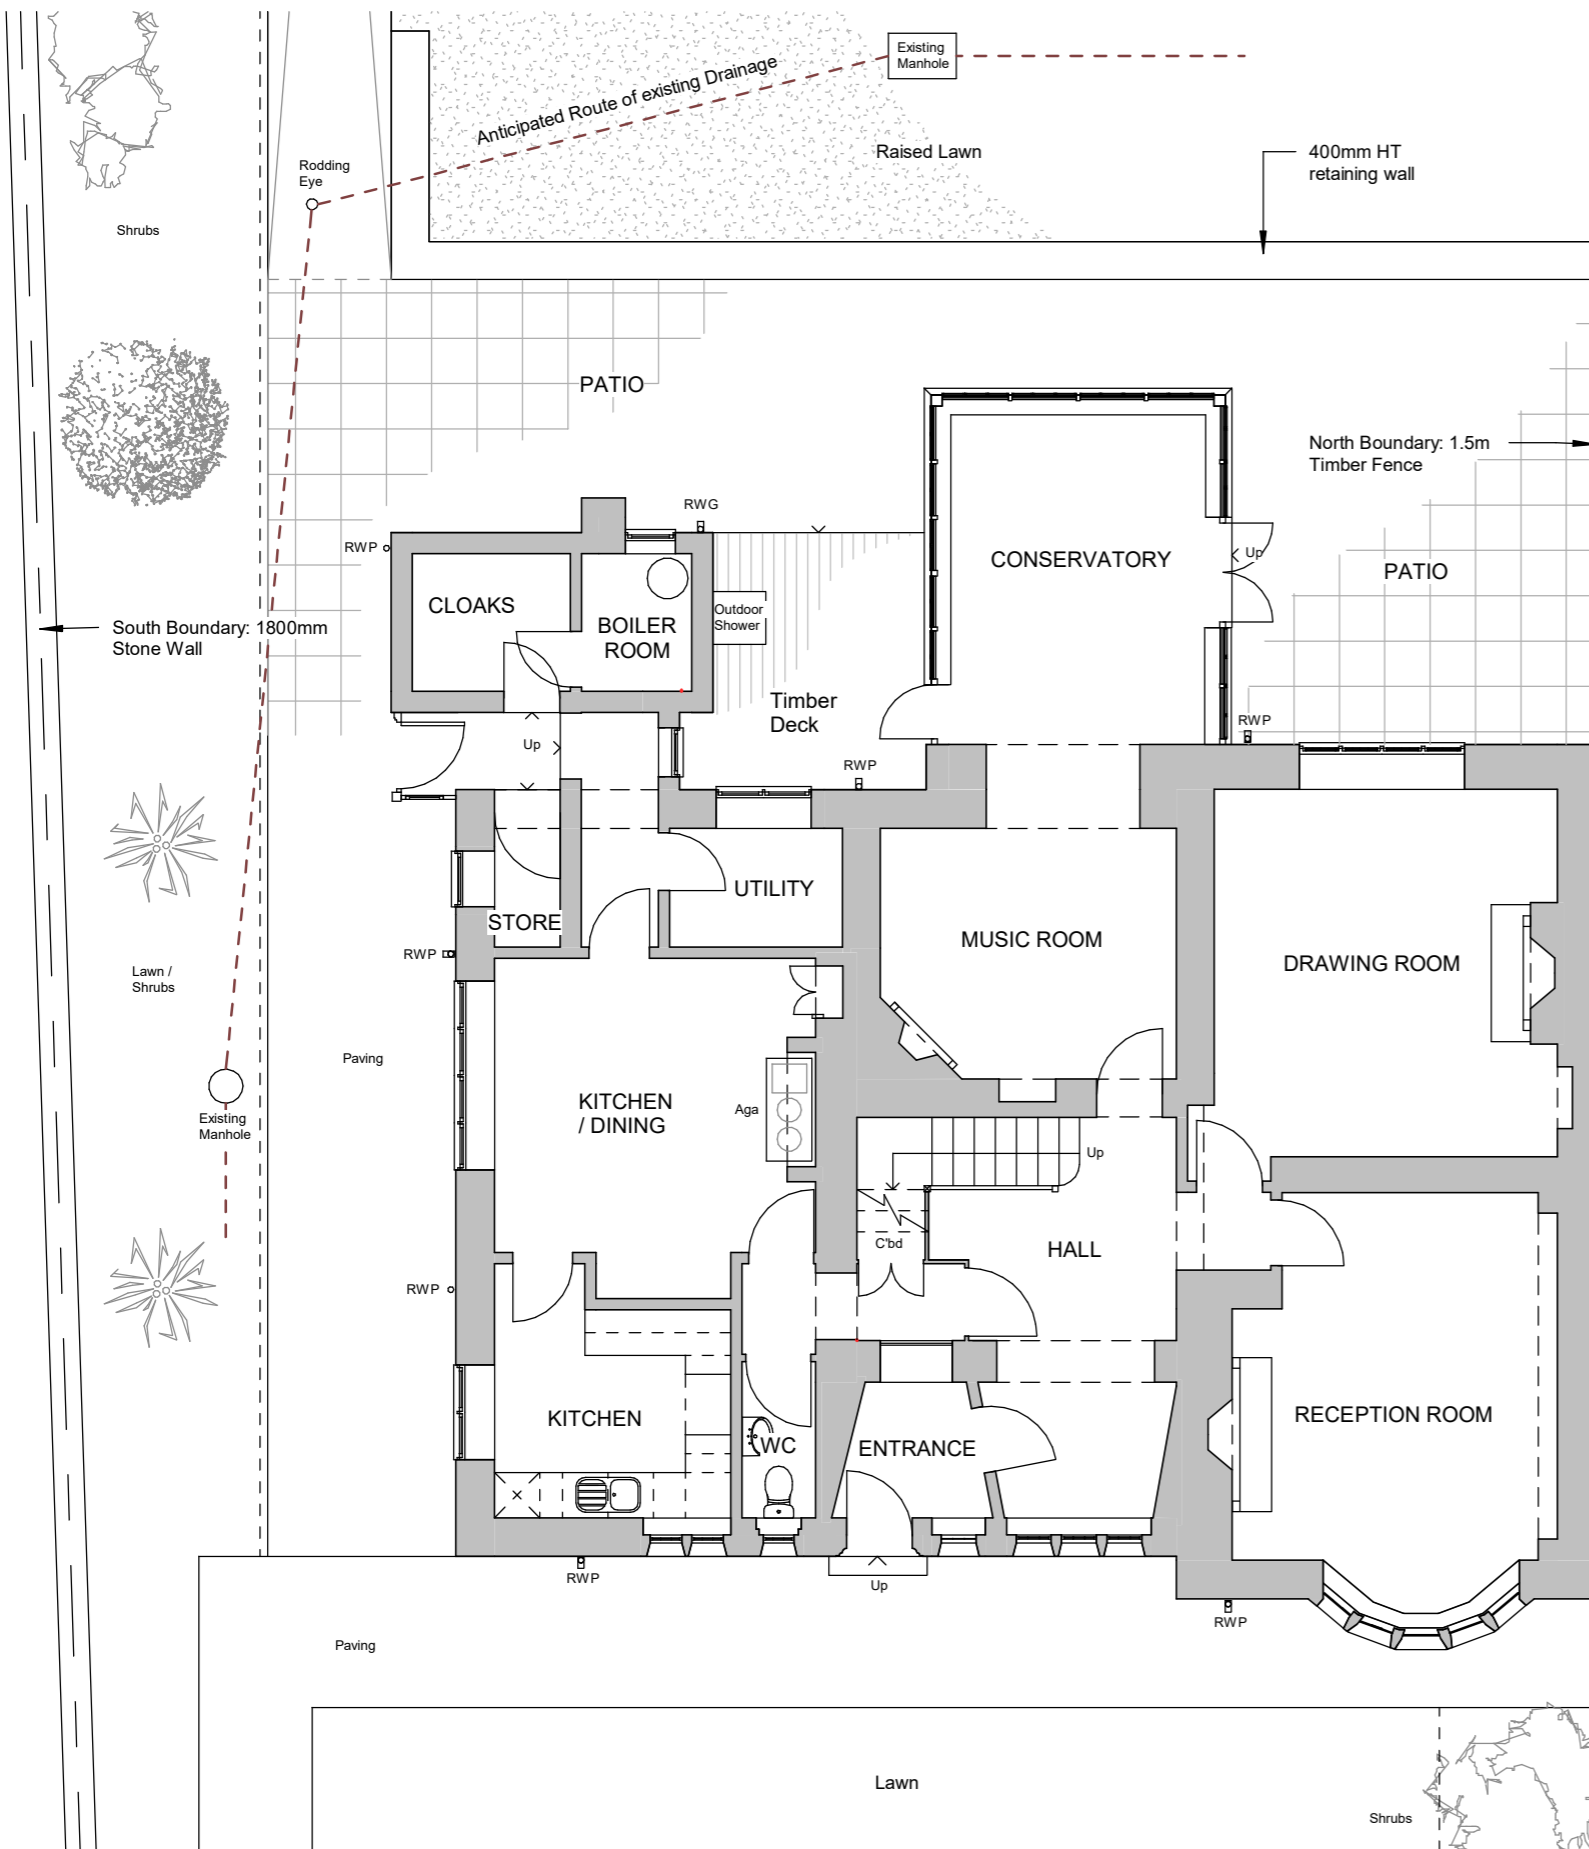 Existing
Manhole
Anticipated Route of existing Drainage
Raised Lawn
400mm HT
retaining wall
Rodding
Eye
Shrubs
PATIO
North Boundary: 1.5m
Timber Fence
RWG
RWP
CONSERVATORY
Up
PATIO
CLOAKS
BOILER
ROOM
Outdoor
Shower
South Boundary: 1800mm
Stone Wall
Timber
Deck
RWP
Up
RWP
UTILITY
STORE
RWP
MUSIC ROOM
DRAWING ROOM
Lawn /
Shrubs
Paving
KITCHEN
/ DINING
Aga
Existing
Manhole
Up
C'bd
HALL
RWP
KITCHEN
WC
ENTRANCE
RECEPTION ROOM
RWP
Up
RWP
Paving
Lawn
Shrubs